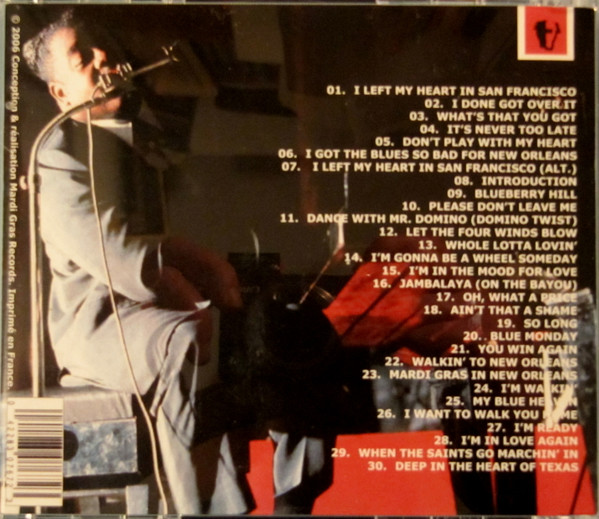 © 2006 Conception & réalisation Mardi Gras Records. Imprimé en France.
01. I LEFT MY HEART IN SAN FRANCISCO
02. I DONE GOT OVER IT
03. WHAT'S THAT YOU GOT
04. IT'S NEVER TOO LATE
05. DON'T PLAY WITH MY HEART
06. I GOT THE BLUES SO BAD FOR NEW ORLEANS
07. I LEFT MY HEART IN SAN FRANCISCO (ALT.)
08. INTRODUCTION
09. BLUEBERRY HILL
10. PLEASE DON'T LEAVE ME
11. DANCE WITH MR. DOMINO (DOMINO TWIST)
12. LET THE FOUR WINDS BLOW
13. WHOLE LOTTA LOVIN'
14. I'M GONNA BE A WHEEL SOMEDAY
15. I'M IN THE MOOD FOR LOVE
16. JAMBALAYA (ON THE BAYOU)
17. OH, WHAT A PRICE
18. AIN'T THAT A SHAME
19. SO LONG
20. BLUE MONDAY
21. YOU WIN AGAIN
22. WALKIN' TO NEW ORLEANS
23. MARDI GRAS IN NEW ORLEANS
24. I'M WALKIN'
25. MY BLUE HEAVEN
26. I WANT TO WALK YOU HOME
27. I'M READY
28. I'M IN LOVE AGAIN
29. WHEN THE SAINTS GO MARCHIN' IN
30. DEEP IN THE HEART OF TEXAS